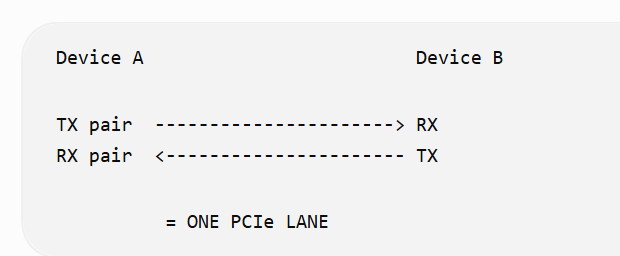 Device A                         Device B
TX pair  ----------------------> RX
RX pair  <---------------------- TX
          = ONE PCIe LANE